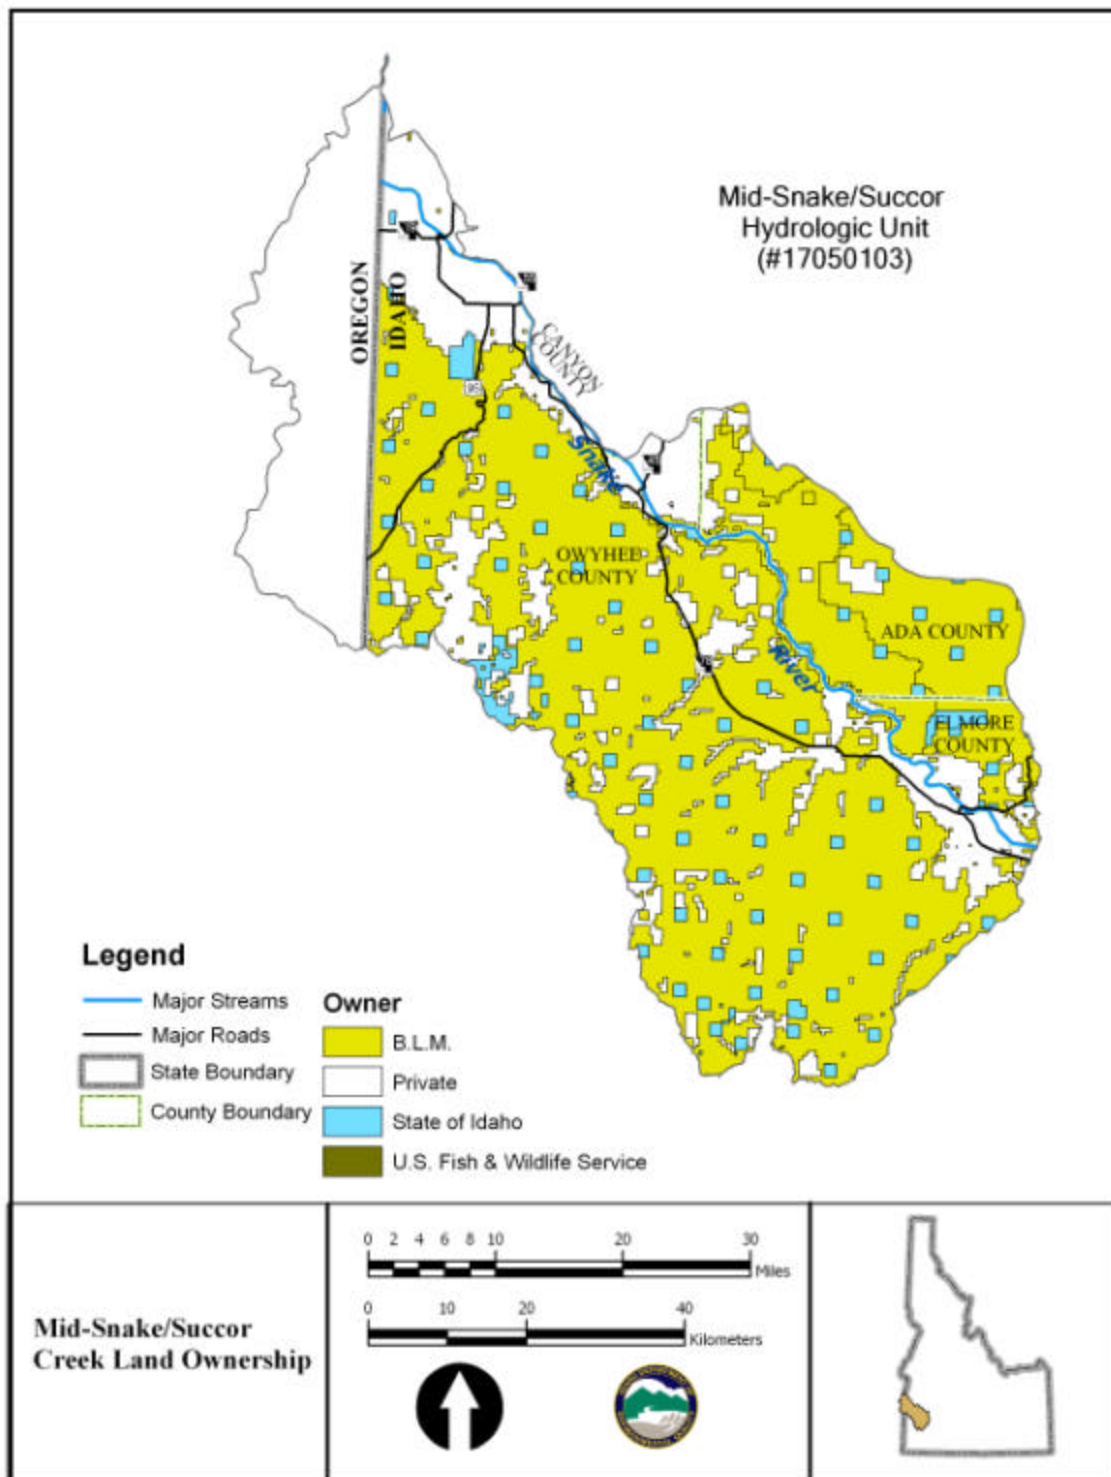 Mid-Snake/Succor
Hydrologic Unit
(#17050103)
OREGON
IDAHO
CANYON
COUNTY
95
Snake
OWYHEE
COUNTY
ADA COUNTY
River
ELMORE
COUNTY
Legend
Major Streams
Major Roads
State Boundary
County Boundary
Owner
B.L.M.
Private
State of Idaho
U.S. Fish & Wildlife Service
Mid-Snake/Succor
Creek Land Ownership
0 2 4 6 8 10 20 30
Miles
0 10 20 40
Kilometers